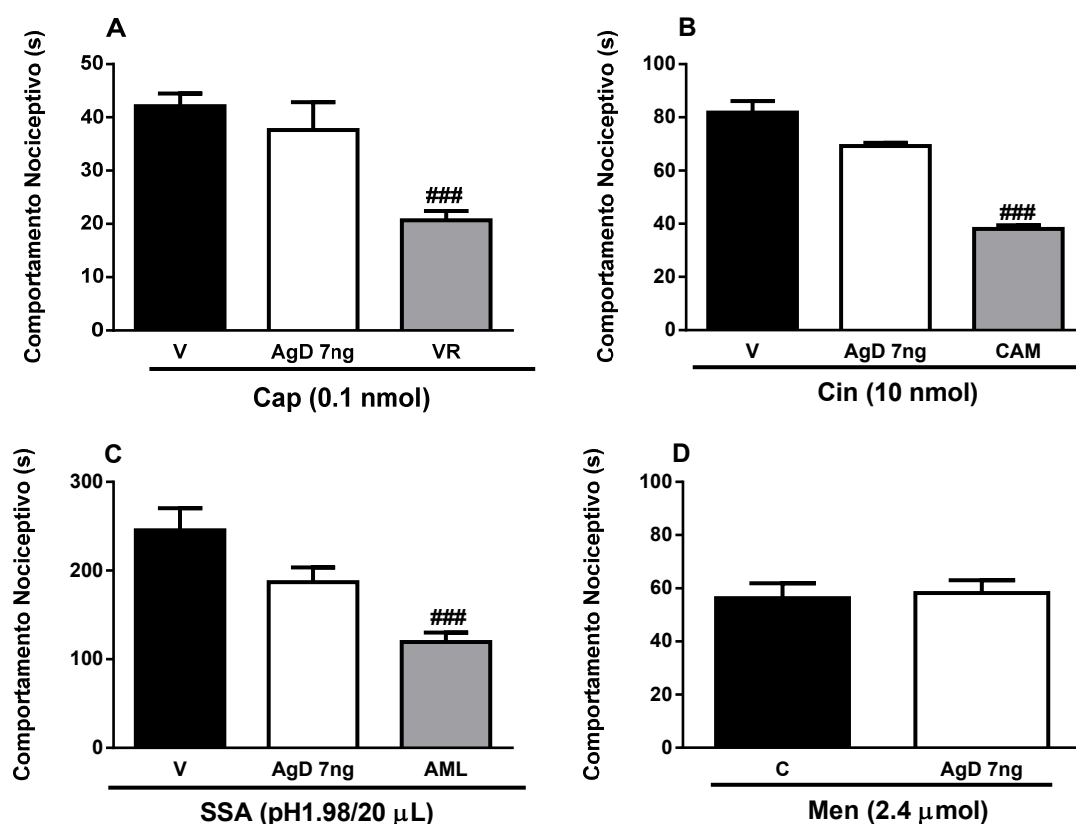 A
Comportamento Nociceptivo (s)
50
40
30
20
10
0
###
V AgD 7ng VR
Cap (0.1 nmol)
B
Comportamento Nociceptivo (s)
100
80
60
40
20
0
###
V AgD 7ng CAM
Cin (10 nmol)
C
Comportamento Nociceptivo (s)
300
200
100
0
###
V AgD 7ng AML
SSA (pH1.98/20 μL)
D
Comportamento Nociceptivo (s)
100
80
60
40
20
0
C AgD 7ng
Men (2.4 μmol)